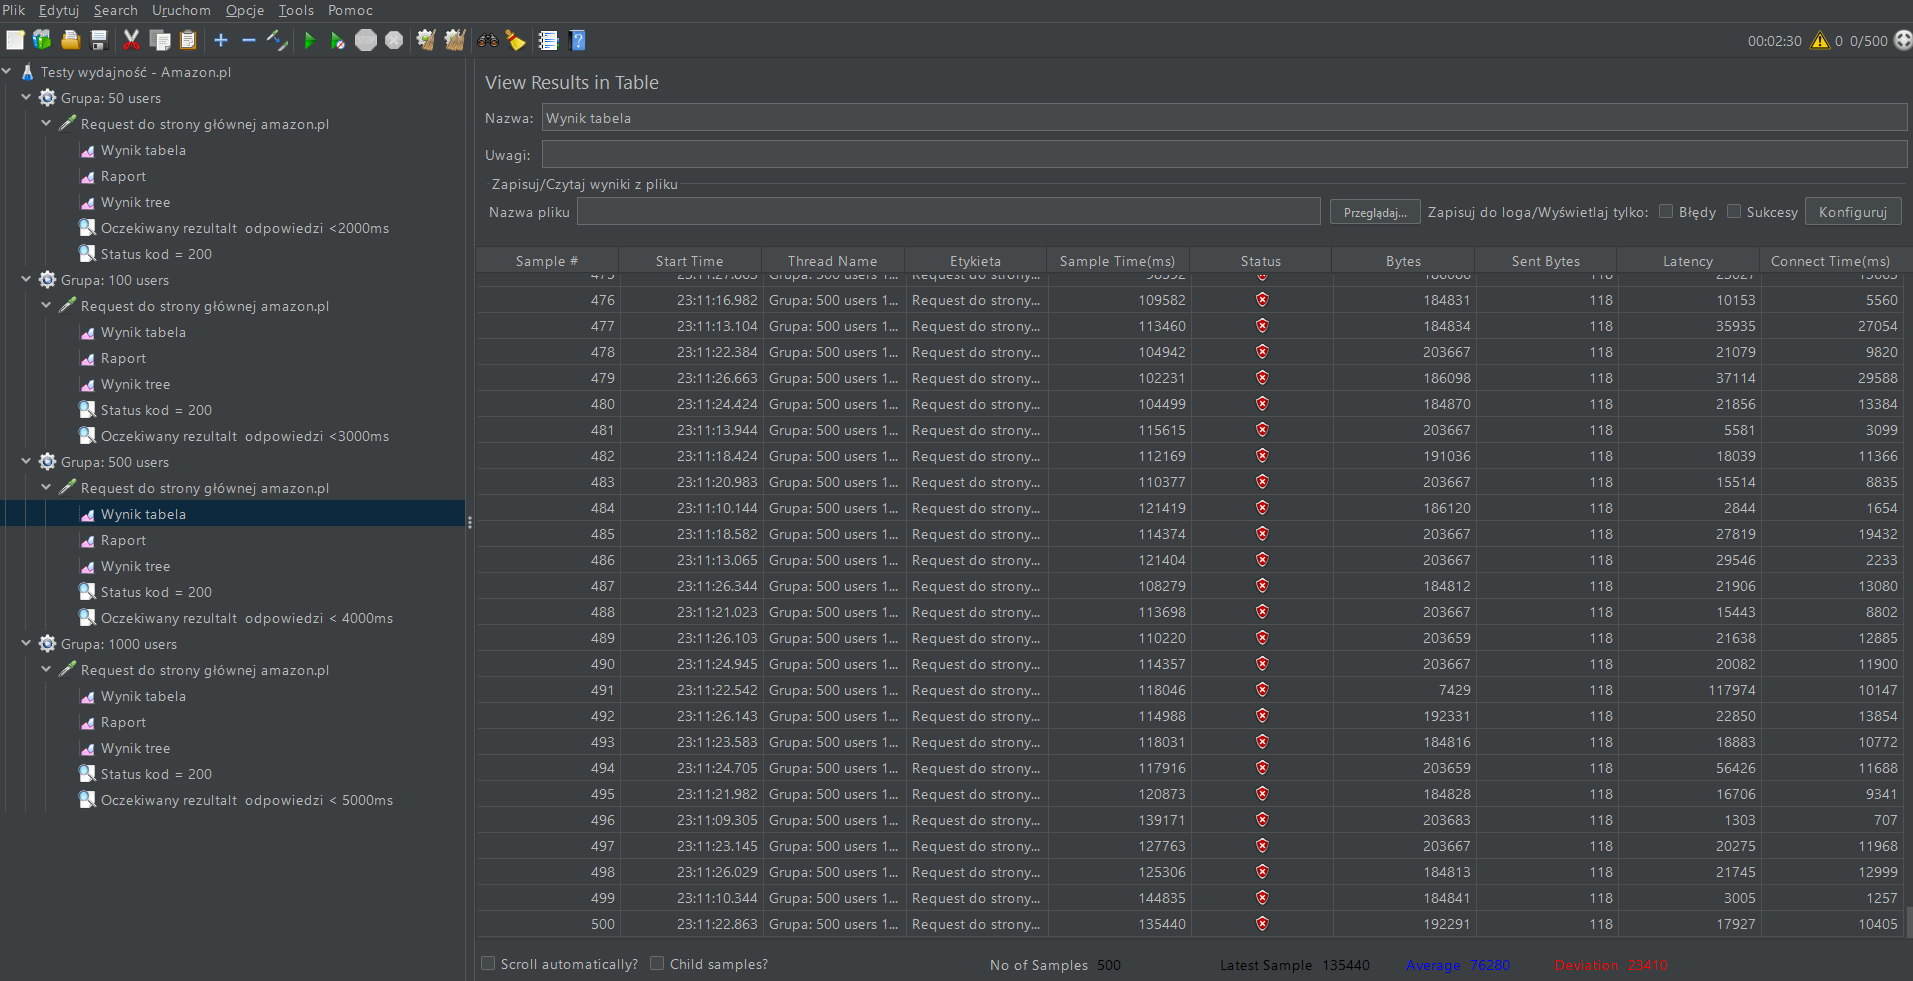 Plik Edytuj Search Uruchom Opcje Tools Pomoc
00:02:30 0 0/500
Testy wydajność - Amazon.pl
Grupa: 50 users
Request do strony głównej amazon.pl
Wynik tabela
Raport
Wynik tree
Oczekiwany rezultalt odpowiedzi <2000ms
Status kod = 200
Grupa: 100 users
Request do strony głównej amazon.pl
Wynik tabela
Raport
Wynik tree
Status kod = 200
Oczekiwany rezultalt odpowiedzi <3000ms
Grupa: 500 users
Request do strony głównej amazon.pl
Wynik tabela
Raport
Wynik tree
Status kod = 200
Oczekiwany rezultalt odpowiedzi < 4000ms
Grupa: 1000 users
Request do strony głównej amazon.pl
Wynik tabela
Raport
Wynik tree
Status kod = 200
Oczekiwany rezultalt odpowiedzi < 5000ms
View Results in Table
Nazwa: Wynik tabela
Uwagi:
Zapisuj/Czytaj wyniki z pliku
Nazwa pliku Przeglądaj... Zapisuj do loga/Wyświetlaj tylko: Błędy Sukcesy Konfiguruj
Sample # Start Time Thread Name Etykieta Sample Time(ms) Status Bytes Sent Bytes Latency Connect Time(ms)
476 23:11:16.982 Grupa: 500 users 1... Request do strony... 109582 184831 118 10153 5560
477 23:11:13.104 Grupa: 500 users 1... Request do strony... 113460 184834 118 35935 27054
478 23:11:22.384 Grupa: 500 users 1... Request do strony... 104942 203667 118 21079 9820
479 23:11:26.663 Grupa: 500 users 1... Request do strony... 102231 186098 118 37114 29588
480 23:11:24.424 Grupa: 500 users 1... Request do strony... 104499 184870 118 21856 13384
481 23:11:13.944 Grupa: 500 users 1... Request do strony... 115615 203667 118 5581 3099
482 23:11:18.424 Grupa: 500 users 1... Request do strony... 112169 191036 118 18039 11366
483 23:11:20.983 Grupa: 500 users 1... Request do strony... 110377 203667 118 15514 8835
484 23:11:10.144 Grupa: 500 users 1... Request do strony... 121419 186120 118 2844 1654
485 23:11:18.582 Grupa: 500 users 1... Request do strony... 114374 203667 118 27819 19432
486 23:11:13.065 Grupa: 500 users 1... Request do strony... 121404 203667 118 29546 2233
487 23:11:26.344 Grupa: 500 users 1... Request do strony... 108279 184812 118 21906 13080
488 23:11:21.023 Grupa: 500 users 1... Request do strony... 113698 203667 118 15443 8802
489 23:11:26.103 Grupa: 500 users 1... Request do strony... 110220 203659 118 21638 12885
490 23:11:24.945 Grupa: 500 users 1... Request do strony... 114357 203667 118 20082 11900
491 23:11:22.542 Grupa: 500 users 1... Request do strony... 118046 7429 118 117974 10147
492 23:11:26.143 Grupa: 500 users 1... Request do strony... 114988 192331 118 22850 13854
493 23:11:23.583 Grupa: 500 users 1... Request do strony... 118031 184816 118 18883 10772
494 23:11:24.705 Grupa: 500 users 1... Request do strony... 117916 203659 118 56426 11688
495 23:11:21.982 Grupa: 500 users 1... Request do strony... 120873 184828 118 16706 9341
496 23:11:09.305 Grupa: 500 users 1... Request do strony... 139171 203683 118 1303 707
497 23:11:23.145 Grupa: 500 users 1... Request do strony... 127763 203667 118 20275 11968
498 23:11:26.029 Grupa: 500 users 1... Request do strony... 125306 184813 118 21745 12999
499 23:11:10.344 Grupa: 500 users 1... Request do strony... 144835 184841 118 3005 1257
500 23:11:22.863 Grupa: 500 users 1... Request do strony... 135440 192291 118 17927 10405
Scroll automatically? Child samples? No of Samples 500 Latest Sample 135440 Average 76280 Deviation 23410